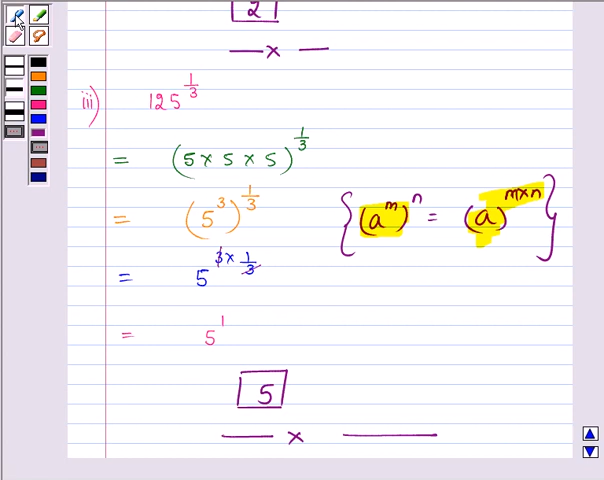 2
— x —
iii) 125^(1/3)
= (5 × 5 × 5)^(1/3)
= (5^3)^(1/3) {(a^m)^n = (a)^(m×n)}
= 5^(3 × 1/3)
= 5^1
5
— x —